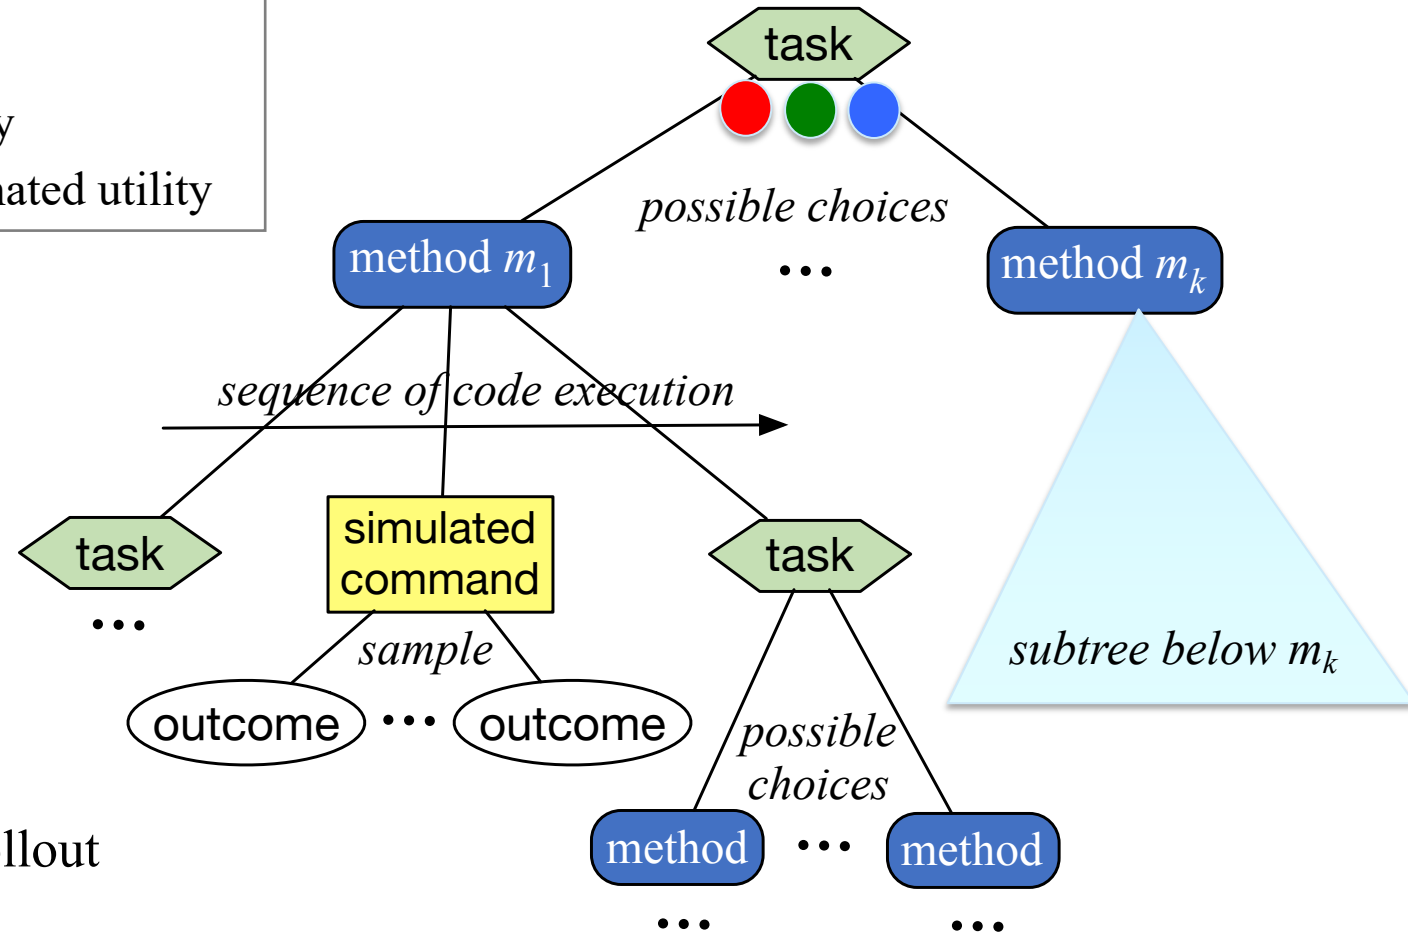 task
possible choices
...
method m₁
method mₖ
sequence of code execution
task
...
simulated
command
task
sample
outcome
...
outcome
subtree below mₖ
possible
choices
method
...
method
...
...
utility